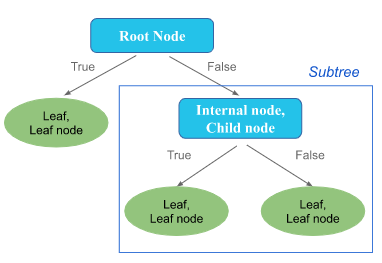 Root Node
True
False
Subtree
Leaf,
Leaf node
Internal node,
Child node
True
False
Leaf,
Leaf node
Leaf,
Leaf node